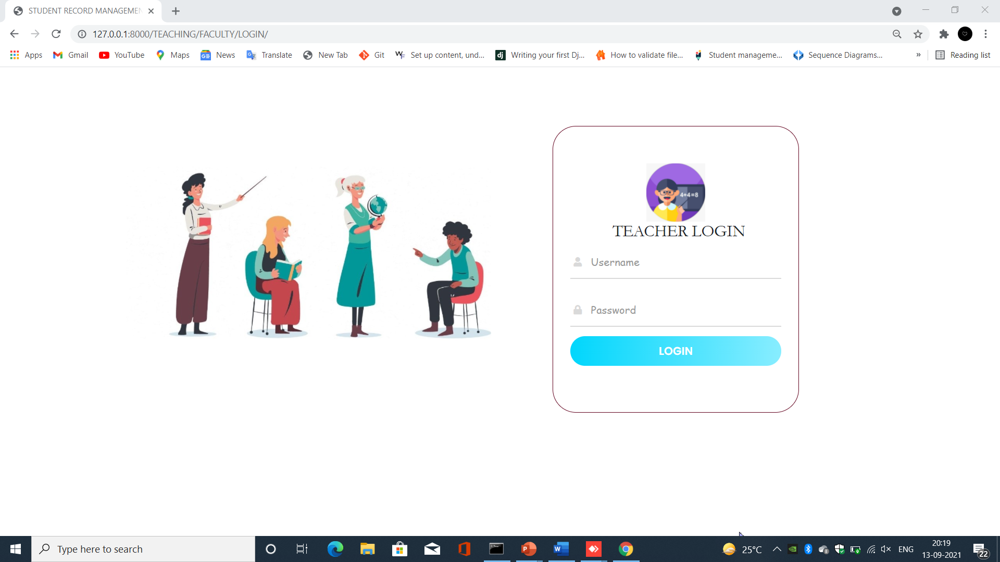 STUDENT RECORD MANAGEMEN
127.0.0.1:8000/TEACHING/FACULTY/LOGIN/
Apps Gmail YouTube Maps News Translate New Tab Git Set up content, und... dj Writing your first Dj... How to validate file... Student manageme... Sequence Diagrams... » Reading list
4+4=8
TEACHER LOGIN
Username
Password
LOGIN
Type here to search
25°C ENG 20:19
13-09-2021
22